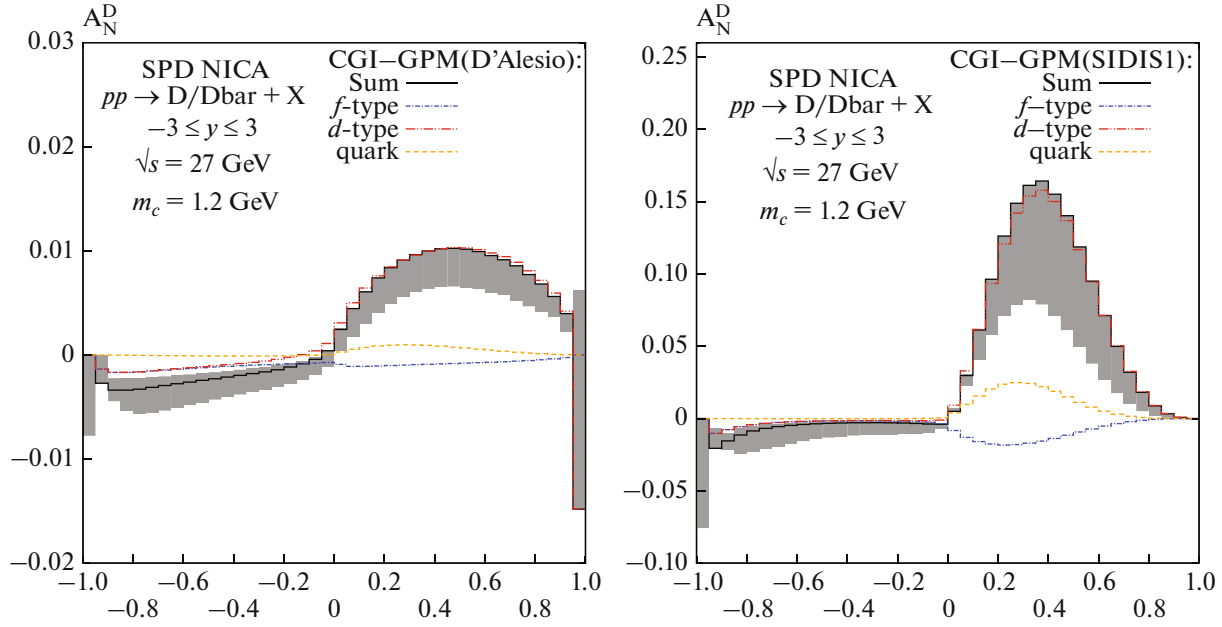 A_N^D
0.03
CGI−GPM(D'Alesio):
SPD NICA
Sum
pp → D/Dbar + X
f-type
−3 ≤ y ≤ 3
d-type
quark
√s = 27 GeV
m_c = 1.2 GeV
0.02
0.01
0
−0.01
−0.02
−1.0 −0.6 −0.2 0.2 0.6 1.0
−0.8 −0.4 0 0.4 0.8
A_N^D
0.25
CGI−GPM(SIDIS1):
SPD NICA
Sum
pp → D/Dbar + X
f-type
−3 ≤ y ≤ 3
d−type
quark
√s = 27 GeV
m_c = 1.2 GeV
0.20
0.15
0.10
0.05
0
−0.05
−0.10
−1.0 −0.6 −0.2 0.2 0.6 1.0
−0.8 −0.4 0 0.4 0.8